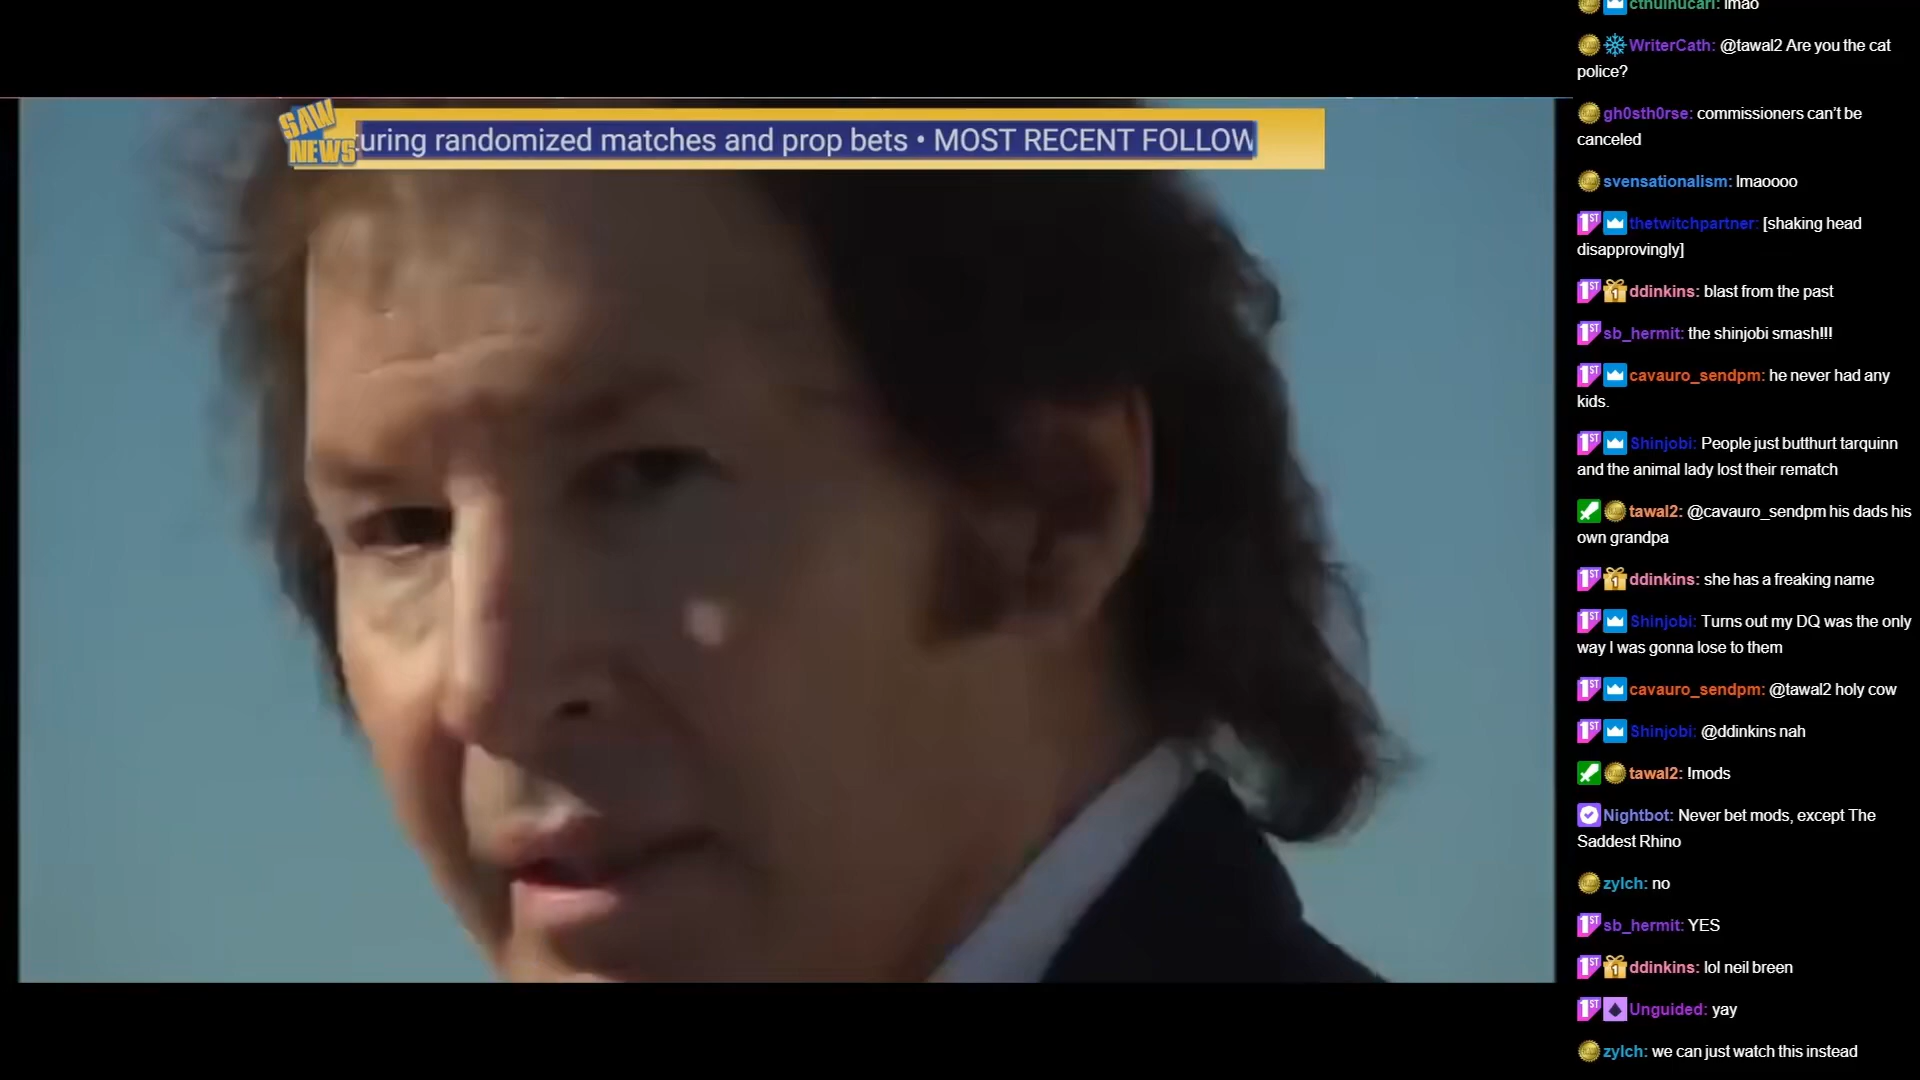 SAW
NEWS
uring randomized matches and prop bets • MOST RECENT FOLLOW
cthulhucarl: lmao
WriterCath: @tawal2 Are you the cat
police?
gh0sth0rse: commissioners can't be
canceled
svensationalism: lmaoooo
thetwitchpartner: [shaking head
disapprovingly]
ddinkins: blast from the past
sb_hermit: the shinjobi smash!!!
cavauro_sendpm: he never had any
kids.
Shinjobi: People just butthurt tarquinn
and the animal lady lost their rematch
tawal2: @cavauro_sendpm his dads his
own grandpa
ddinkins: she has a freaking name
Shinjobi: Turns out my DQ was the only
way I was gonna lose to them
cavauro_sendpm: @tawal2 holy cow
Shinjobi: @ddinkins nah
tawal2: !mods
Nightbot: Never bet mods, except The
Saddest Rhino
zylch: no
sb_hermit: YES
ddinkins: lol neil breen
Unguided: yay
zylch: we can just watch this instead